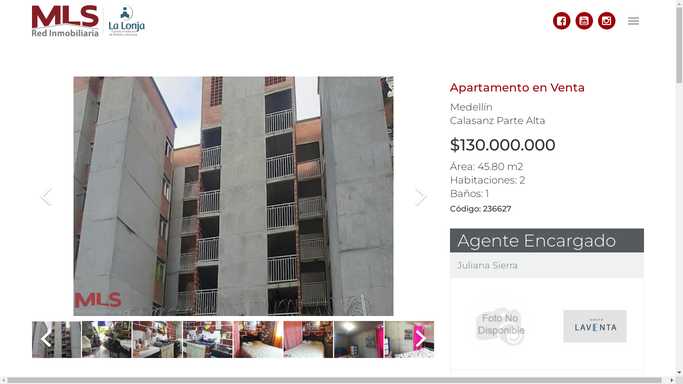 MLS
Red Inmobiliaria
La Lonja
Apartamento en Venta
Medellín
Calasanz Parte Alta
$130.000.000
Área: 45.80 m2
Habitaciones: 2
Baños: 1
Código: 236627
MLS
Agente Encargado
Juliana Sierra
Foto No
Disponible
LAVENTA